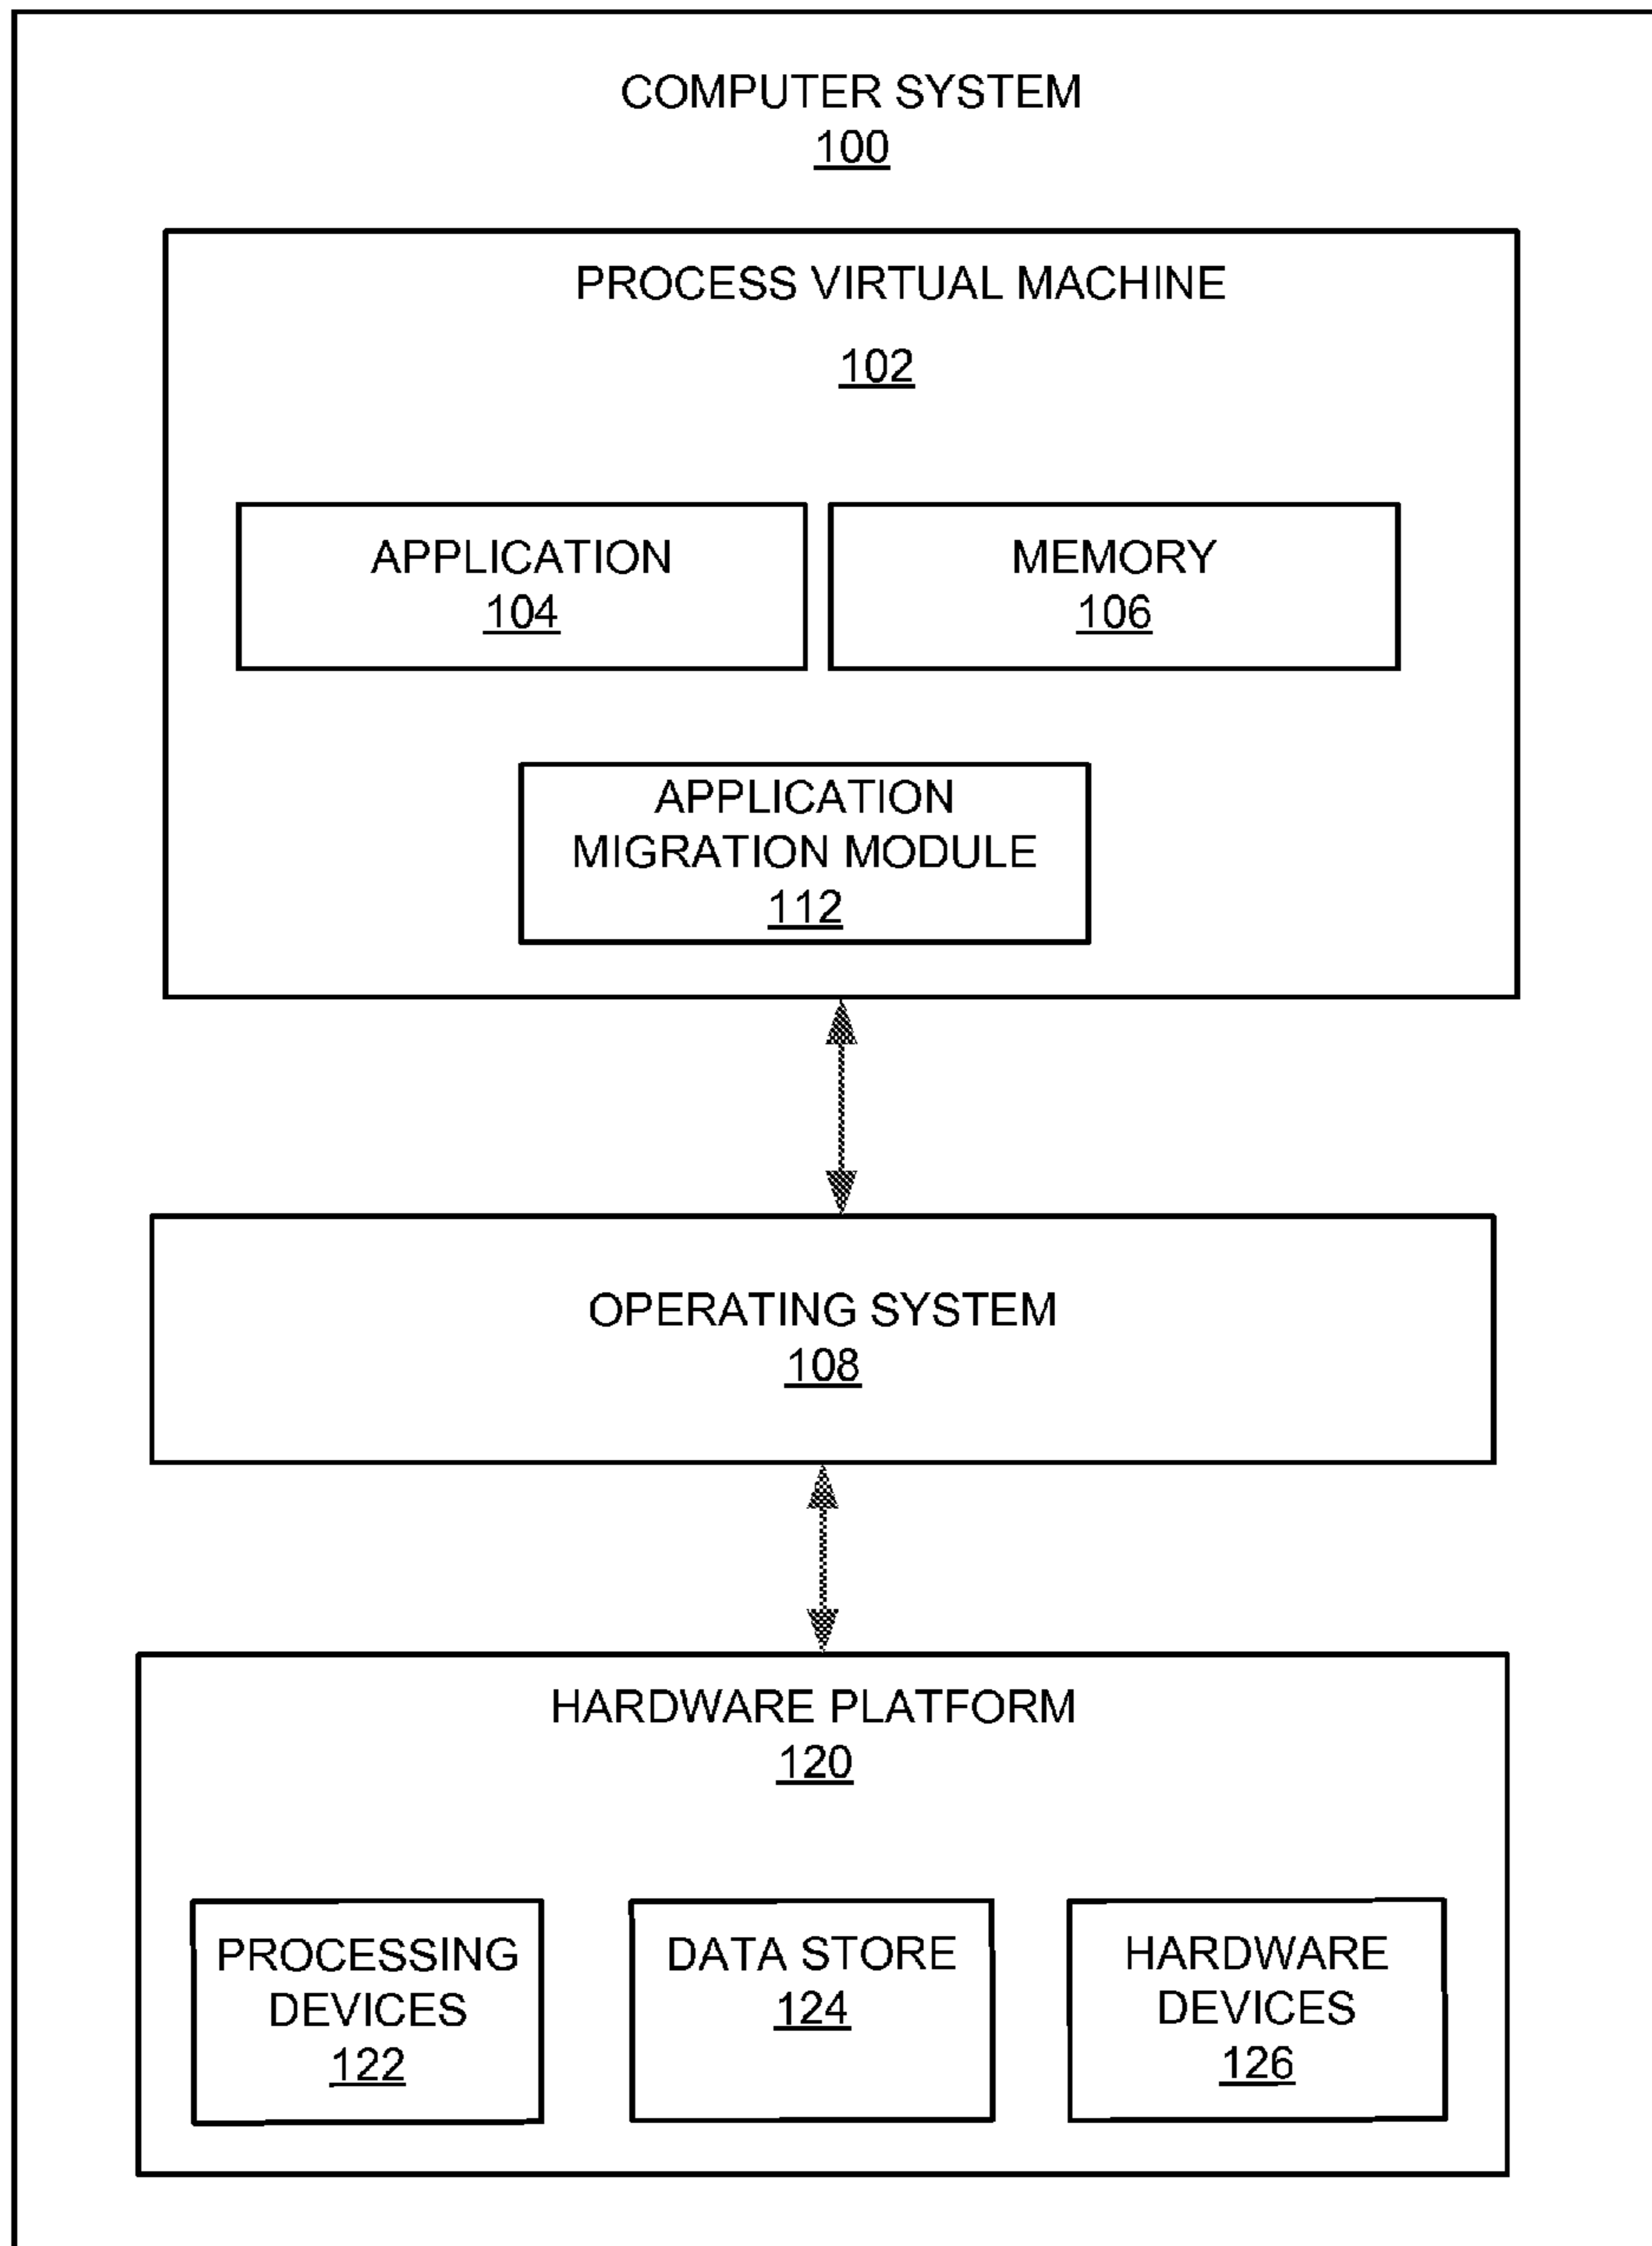 COMPUTER SYSTEM
100
PROCESS VIRTUAL MACHINE
102
APPLICATION
104
MEMORY
106
APPLICATION
MIGRATION MODULE
112
OPERATING SYSTEM
108
HARDWARE PLATFORM
120
PROCESSING
DEVICES
122
DATA STORE
124
HARDWARE
DEVICES
126